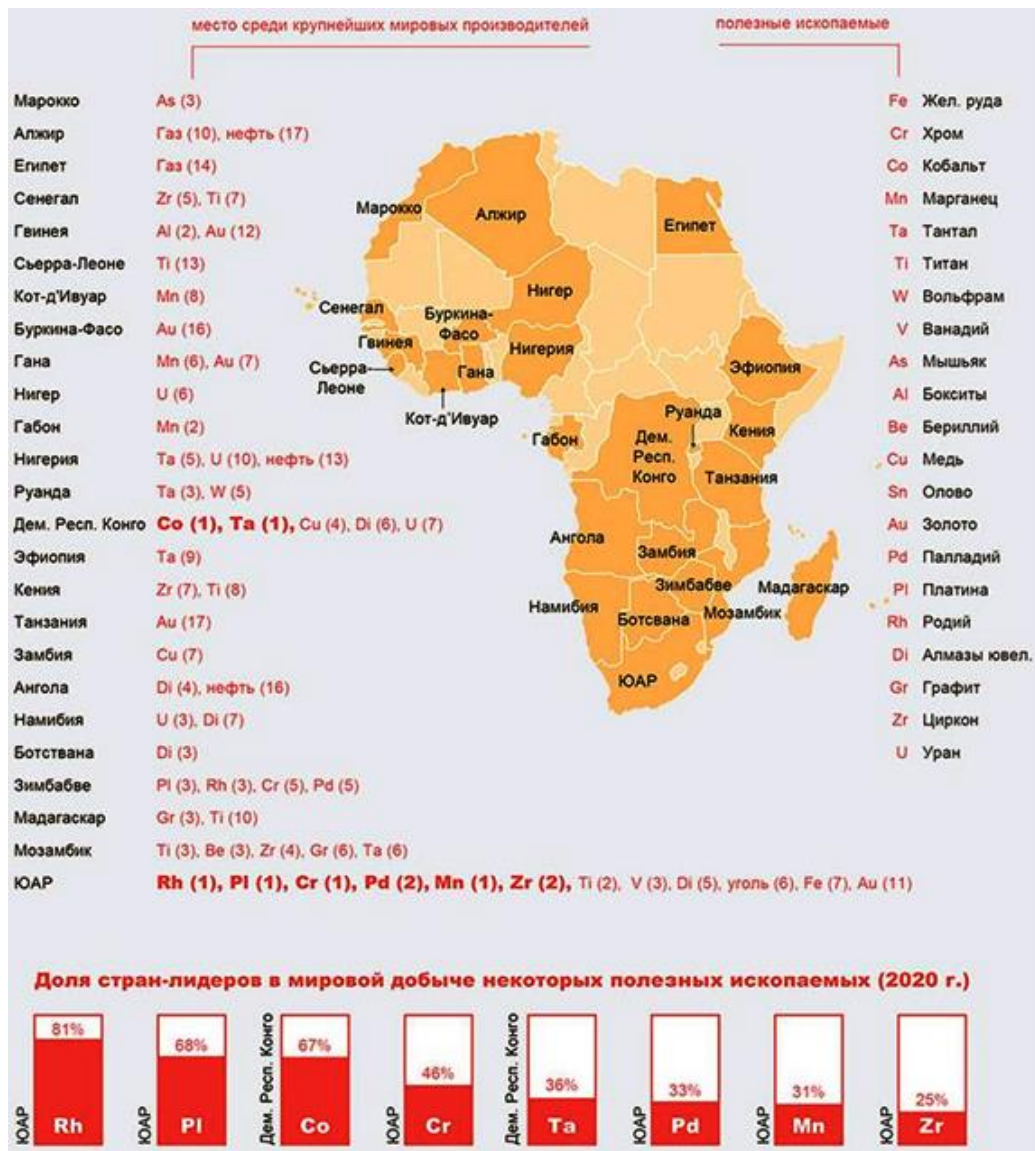 место среди крупнейших мировых производителей
полезные ископаемые
Марокко As (3)
Алжир Газ (10), нефть (17)
Египет Газ (14)
Сенегал Zr (5), Ti (7)
Гвинея Al (2), Au (12)
Сьерра-Леоне Ti (13)
Кот-д'Ивуар Mn (8)
Буркина-Фасо Au (16)
Гана Mn (6), Au (7)
Нигер U (6)
Габон Mn (2)
Нигерия Ta (5), U (10), нефть (13)
Руанда Ta (3), W (5)
Дем. Респ. Конго Co (1), Ta (1), Cu (4), Di (6), U (7)
Эфиопия Ta (9)
Кения Zr (7), Ti (8)
Танзания Au (17)
Замбия Cu (7)
Ангола Di (4), нефть (16)
Намибия U (3), Di (7)
Ботствана Di (3)
Зимбабве Pl (3), Rh (3), Cr (5), Pd (5)
Мадагаскар Gr (3), Ti (10)
Мозамбик Ti (3), Be (3), Zr (4), Gr (6), Ta (6)
ЮАР Rh (1), Pl (1), Cr (1), Pd (2), Mn (1), Zr (2), Ti (2), V (3), Di (5), уголь (6), Fe (7), Au (11)
Марокко
Алжир
Египет
Нигер
Сенегал
Буркина-
Фасо
Гвинея
Нигерия
Сьерра-
Леоне
Гана
Эфиопия
Кот-д'Ивуар
Руанда
Габон
Дем.
Респ.
Конго
Кения
Танзания
Ангола
Замбия
Зимбабве
Мадагаскар
Намибия
Ботсвана
Мозамбик
ЮАР
Fe Жел. руда
Cr Хром
Co Кобальт
Mn Марганец
Ta Тантал
Ti Титан
W Вольфрам
V Ванадий
As Мышьяк
Al Бокситы
Be Бериллий
Cu Медь
Sn Олово
Au Золото
Pd Палладий
Pl Платина
Rh Родий
Di Алмазы ювел.
Gr Графит
Zr Циркон
U Уран
Доля стран-лидеров в мировой добыче некоторых полезных ископаемых (2020 г.)
ЮАР 81% Rh
ЮАР 68% Pl
Дем. Респ. Конго 67% Co
ЮАР 46% Cr
Дем. Респ. Конго 36% Ta
ЮАР 33% Pd
ЮАР 31% Mn
ЮАР 25% Zr